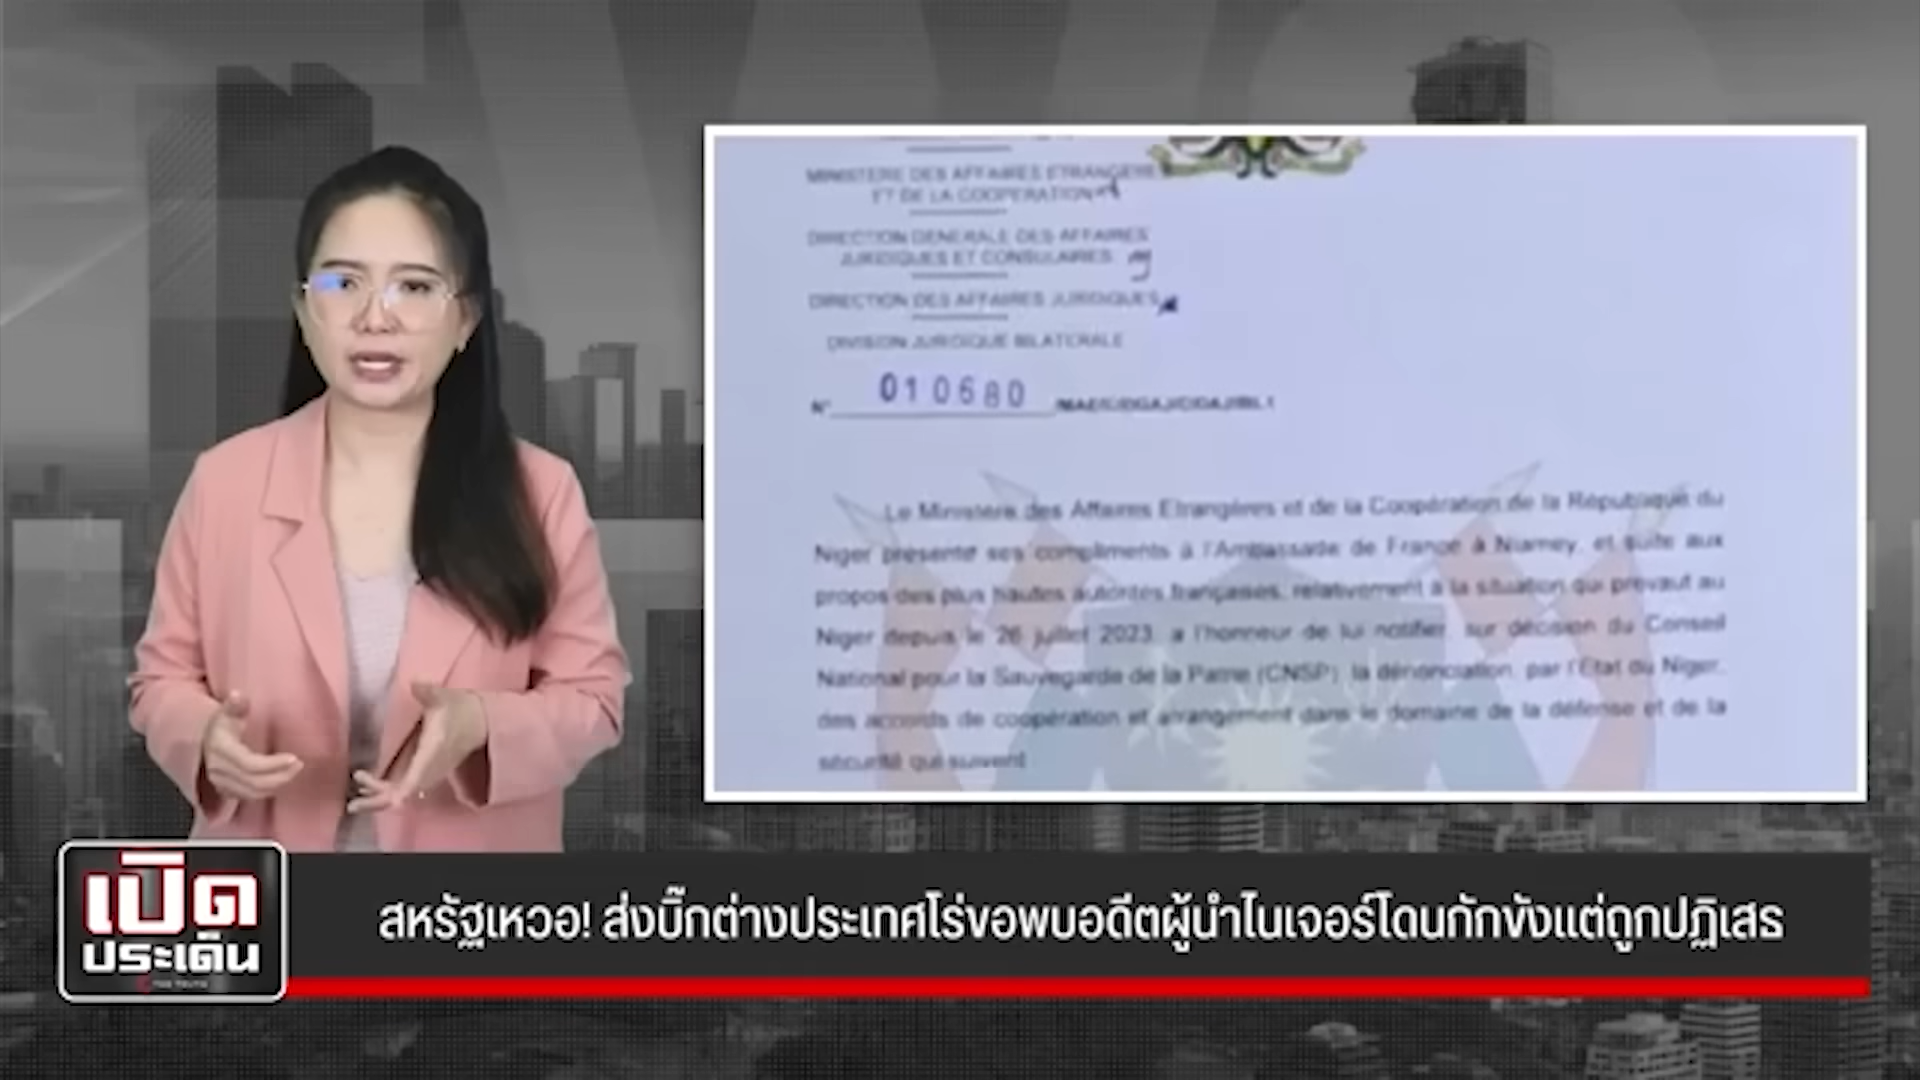 MINISTERE DES AFFAIRES ETRANGERES
ET DE LA COOPERATION
DIRECTION GENERALE DES AFFAIRES
JURIDIQUES ET CONSULAIRES
DIRECTION DES AFFAIRES JURIDIQUES
DIVISION JURIDIQUE BILATERALE
N° 010680
Le Ministère des Affaires Etrangères et de la Coopération de la République du
Niger présente ses compliments à l'Ambassade de France à Niamey, et suite aux
propos des plus hautes autorités françaises, relativement à la situation qui prévaut au
Niger depuis le 26 juillet 2023, a l'honneur de lui notifier, sur décision du Conseil
National pour la Sauvegarde de la Patrie (CNSP), la dénonciation, par l'Etat du Niger,
des accords de coopération et arrangement dans le domaine de la défense et de la
sécurité qui suivent
เปิด
ประเด็น
THE TRUTH
สหรัฐเหวอ! ส่งบิ๊กต่างประเทศโร่ขอพบอดีตผู้นำไนเจอร์โดนกักขังแต่ถูกปฏิเสธ